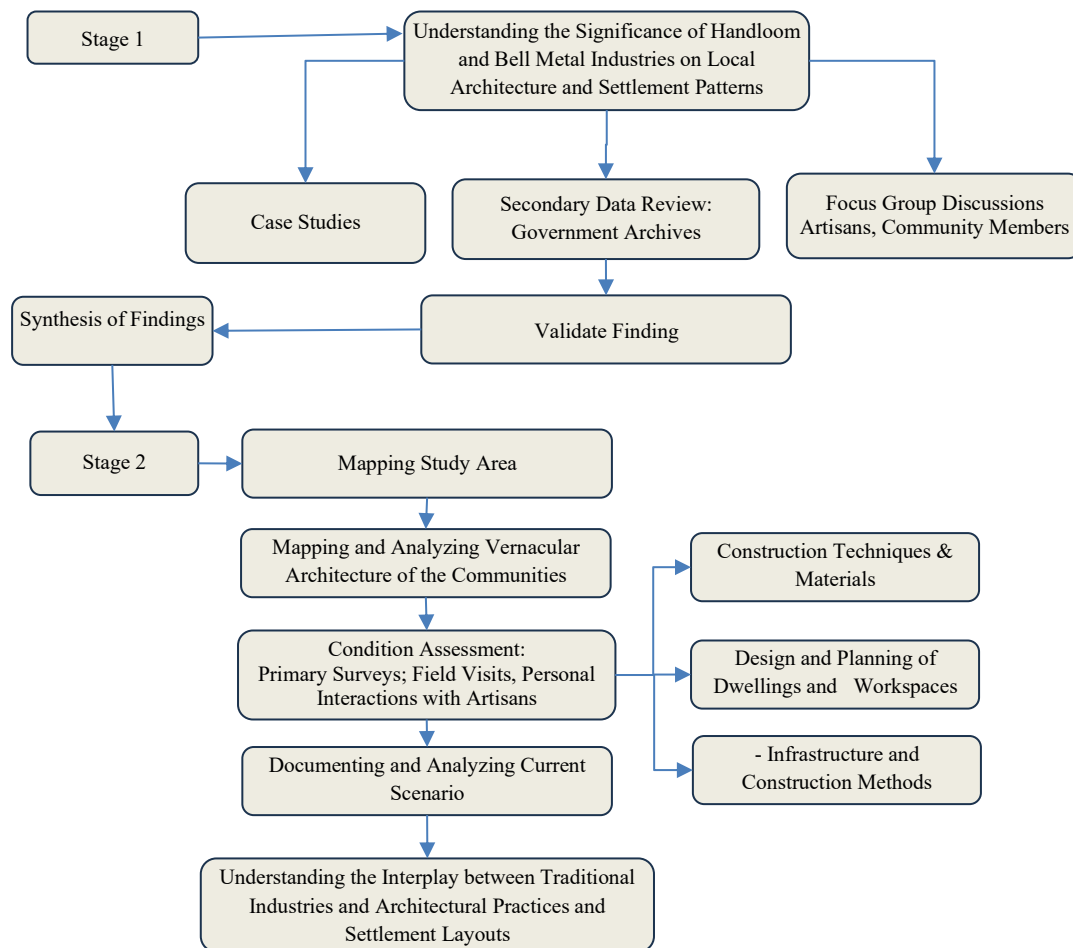 Stage 1
Understanding the Significance of Handloom
and Bell Metal Industries on Local
Architecture and Settlement Patterns
Case Studies
Secondary Data Review:
Government Archives
Focus Group Discussions
Artisans, Community Members
Synthesis of Findings
Validate Finding
Stage 2
Mapping Study Area
Mapping and Analyzing Vernacular
Architecture of the Communities
Construction Techniques &
Materials
Condition Assessment:
Primary Surveys; Field Visits, Personal
Interactions with Artisans
Design and Planning of
Dwellings and Workspaces
Documenting and Analyzing Current
Scenario
- Infrastructure and
Construction Methods
Understanding the Interplay between Traditional
Industries and Architectural Practices and
Settlement Layouts